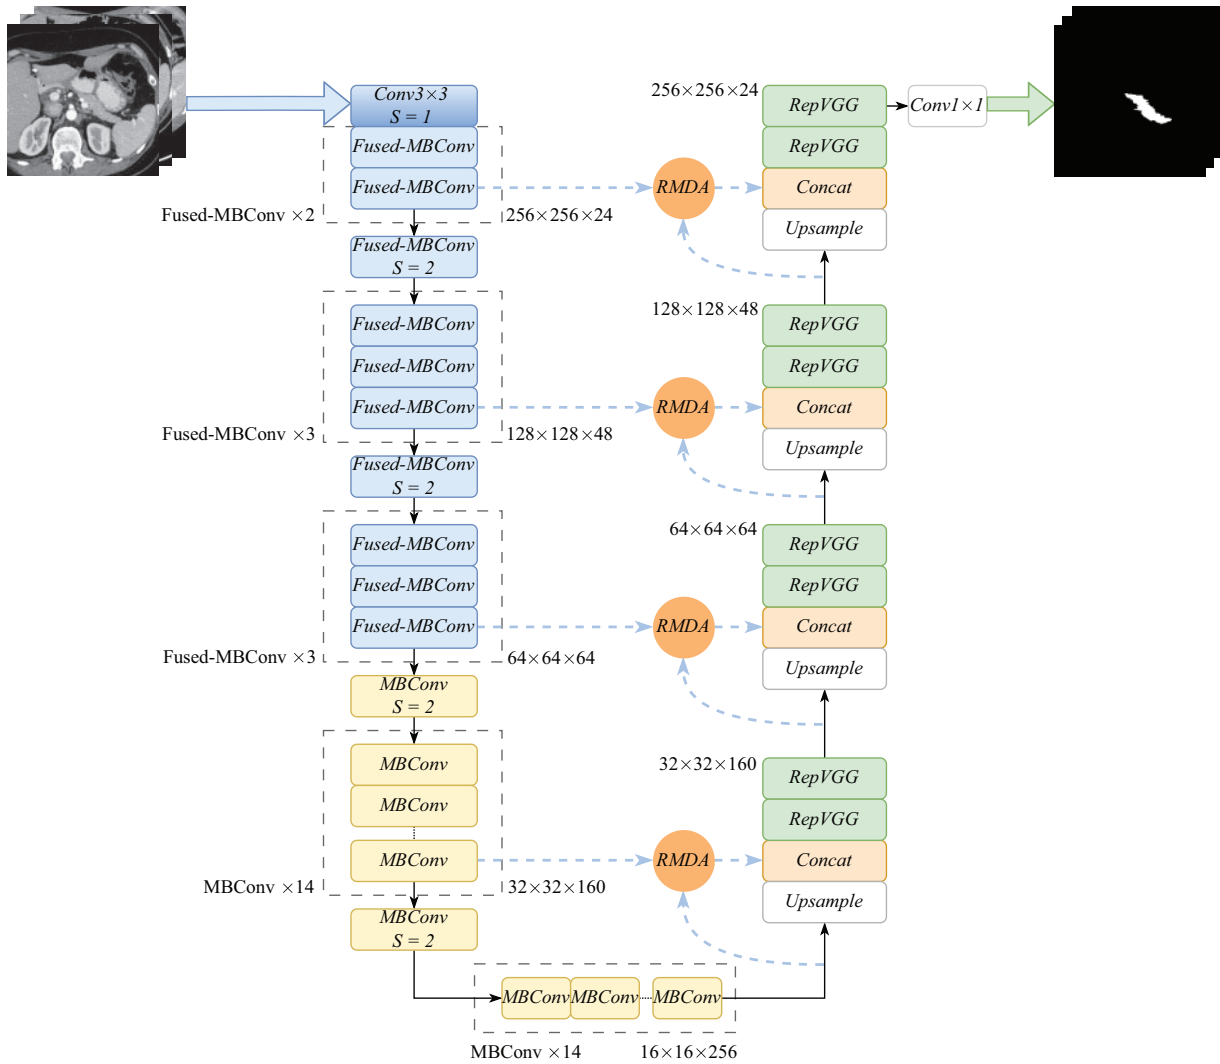 Conv3×3
S = 1
Fused-MBConv
Fused-MBConv
Fused-MBConv ×2
256×256×24
Fused-MBConv
S = 2
Fused-MBConv
Fused-MBConv
Fused-MBConv
Fused-MBConv ×3
128×128×48
Fused-MBConv
S = 2
Fused-MBConv
Fused-MBConv
Fused-MBConv
Fused-MBConv ×3
64×64×64
MBConv
S = 2
MBConv
MBConv
MBConv
MBConv ×14
32×32×160
MBConv
S = 2
MBConv
MBConv
MBConv
MBConv ×14
16×16×256
RMDA
RMDA
RMDA
RMDA
256×256×24
RepVGG
Conv1×1
RepVGG
Concat
Upsample
128×128×48
RepVGG
RepVGG
Concat
Upsample
64×64×64
RepVGG
RepVGG
Concat
Upsample
32×32×160
RepVGG
RepVGG
Concat
Upsample